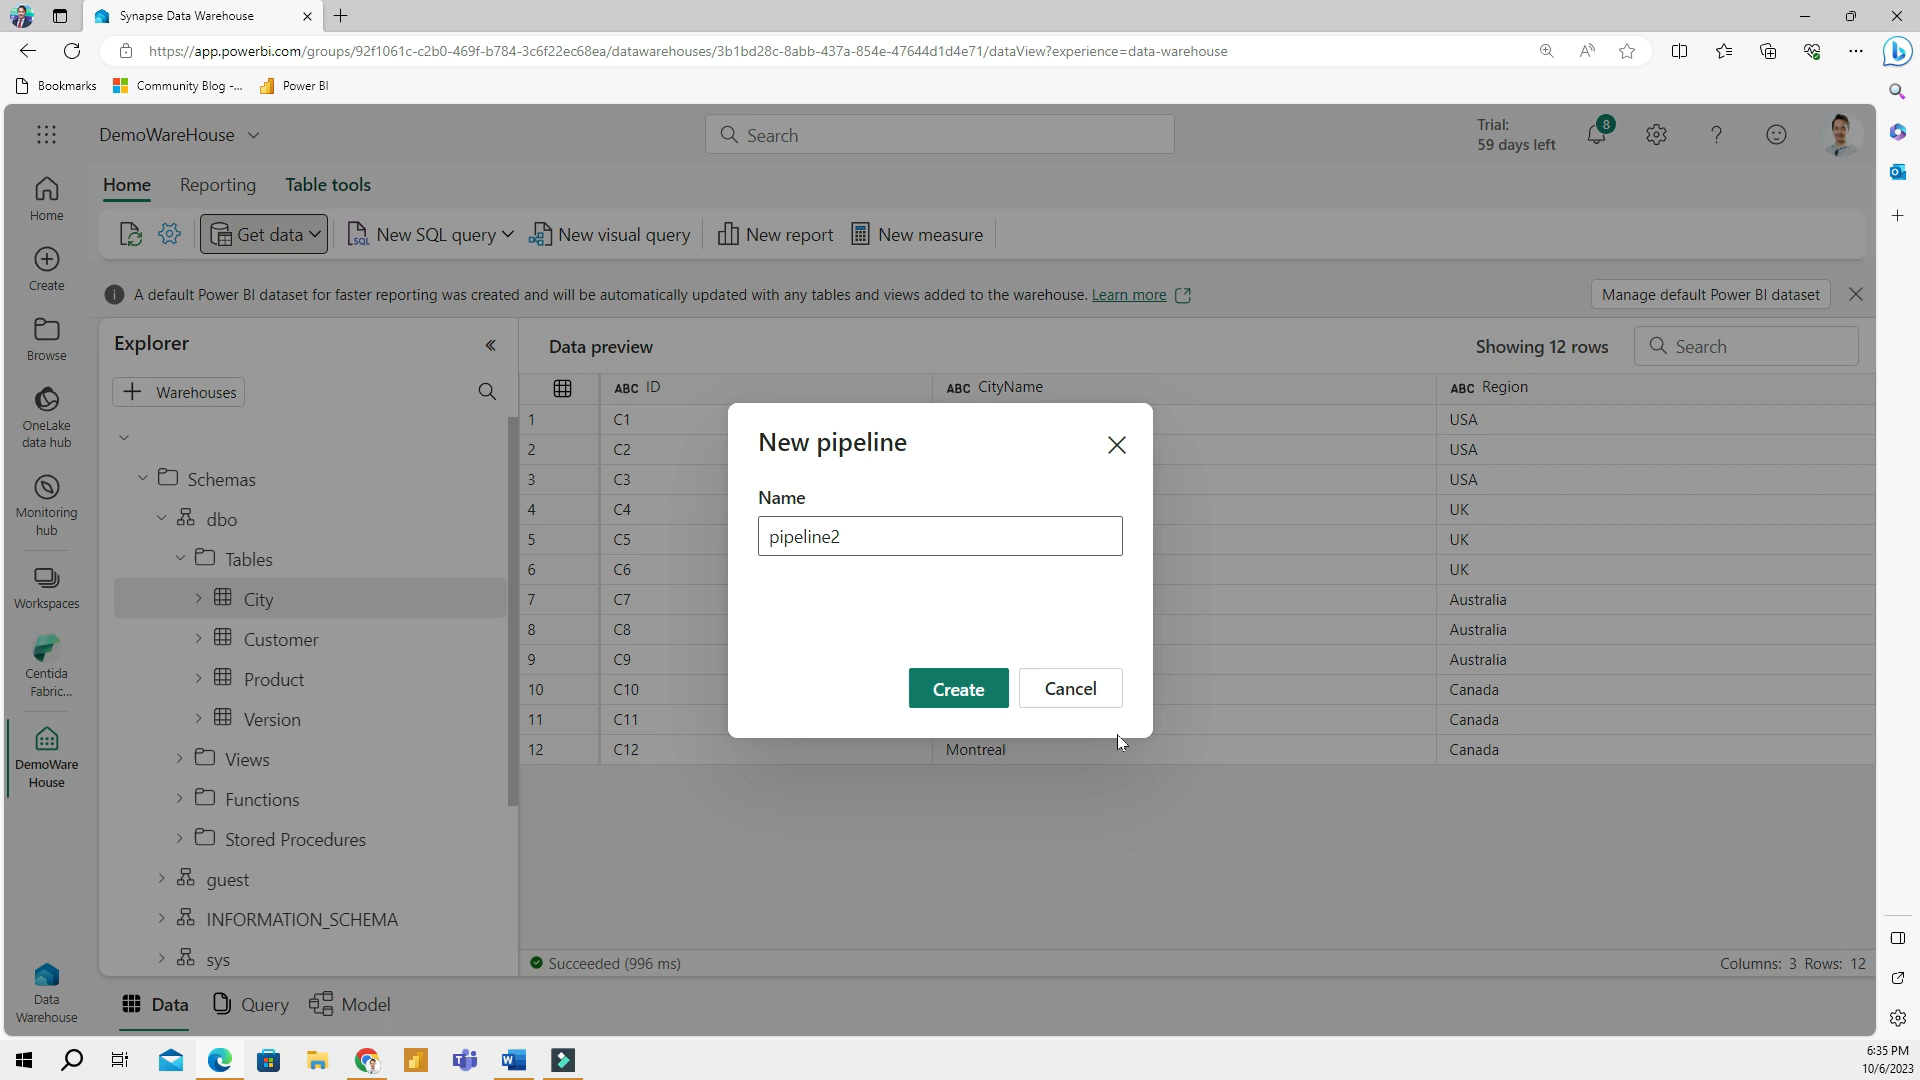 Synapse Data Warehouse
https://app.powerbi.com/groups/92f1061c-c2b0-469f-b784-3c6f22ec68ea/datawarehouses/3b1bd28c-8abb-437a-854e-47644d1d4e71/dataView?experience=data-warehouse
Bookmarks
Community Blog -...
Power BI
DemoWareHouse
Search
Trial:
59 days left
8
Home
Reporting
Table tools
Get data
New SQL query
New visual query
New report
New measure
A default Power BI dataset for faster reporting was created and will be automatically updated with any tables and views added to the warehouse. Learn more
Manage default Power BI dataset
Home
Create
Browse
OneLake
data hub
Monitoring
hub
Workspaces
Centida
Fabric...
DemoWare
House
Data
Warehouse
Explorer
Warehouses
Schemas
dbo
Tables
City
Customer
Product
Version
Views
Functions
Stored Procedures
guest
INFORMATION_SCHEMA
sys
Data preview
Showing 12 rows
Search
ABC ID
ABC CityName
ABC Region
1 C1 USA
2 C2 USA
3 C3 USA
4 C4 UK
5 C5 UK
6 C6 UK
7 C7 Australia
8 C8 Australia
9 C9 Australia
10 C10 Canada
11 C11 Canada
12 C12 Montreal Canada
New pipeline
Name
pipeline2
Create
Cancel
Succeeded (996 ms)
Columns: 3 Rows: 12
Data
Query
Model
6:35 PM
10/6/2023